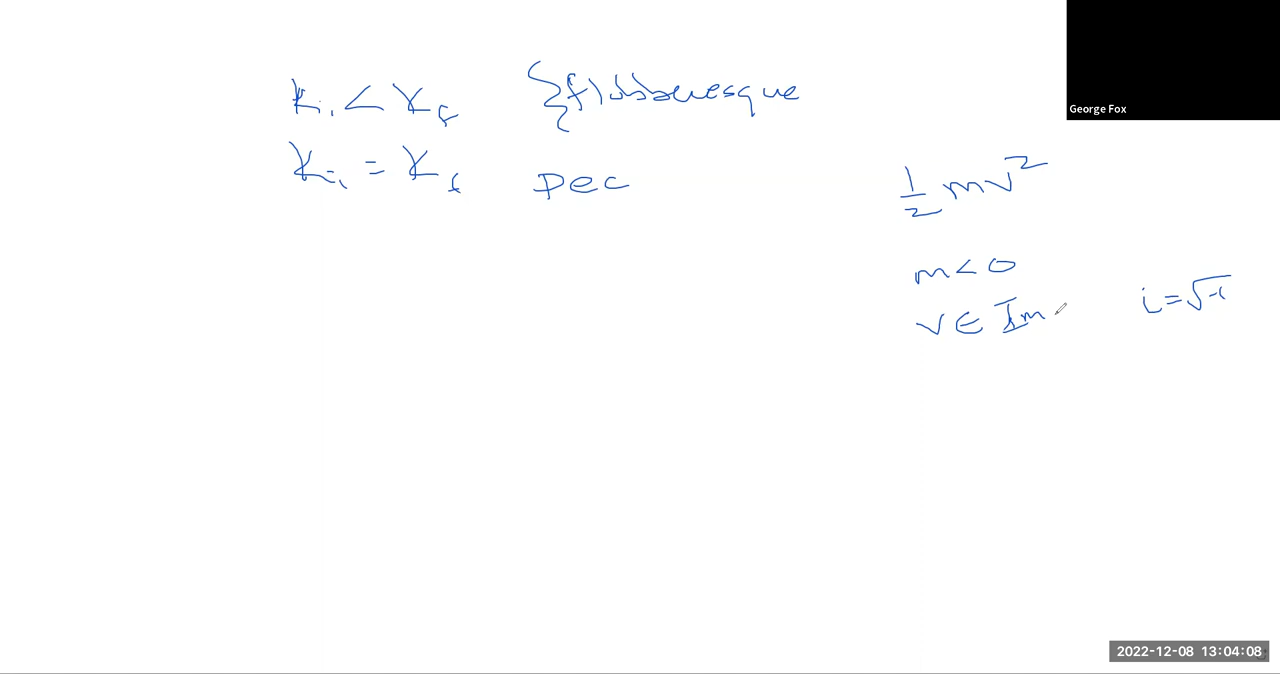 George Fox
Ki < Kf {flubberesque
Ki = Kf pec
1/2 mv²
m < 0
v ∈ Im
i = √-1
2022-12-08 13:04:08